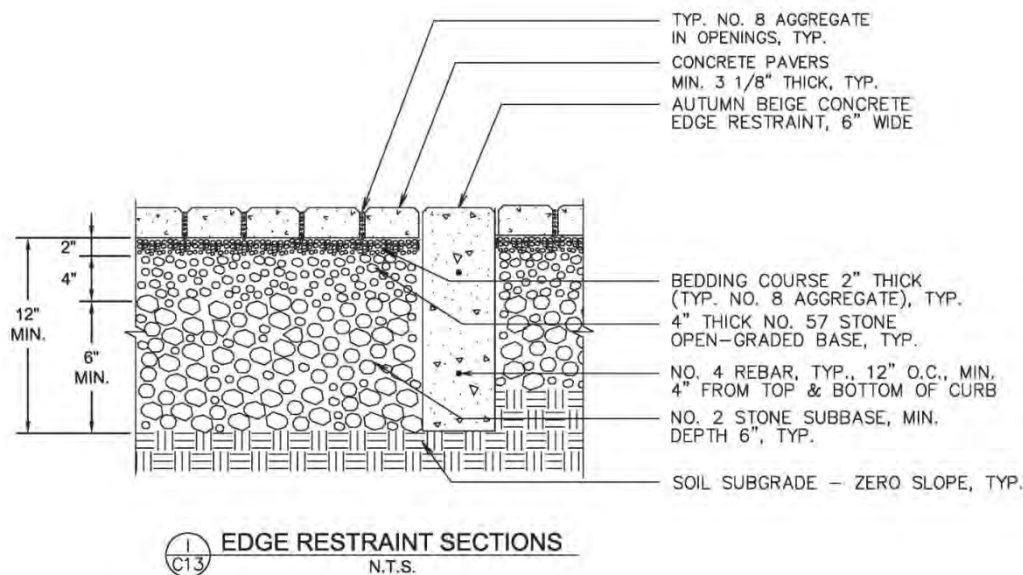 TYP. NO. 8 AGGREGATE
IN OPENINGS, TYP.
CONCRETE PAVERS
MIN. 3 1/8" THICK, TYP.
AUTUMN BEIGE CONCRETE
EDGE RESTRAINT, 6" WIDE
2"
4"
12"
MIN.
6"
MIN.
BEDDING COURSE 2" THICK
(TYP. NO. 8 AGGREGATE), TYP.
4" THICK NO. 57 STONE
OPEN-GRADED BASE, TYP.
NO. 4 REBAR, TYP., 12" O.C., MIN.
4" FROM TOP & BOTTOM OF CURB
NO. 2 STONE SUBBASE, MIN.
DEPTH 6", TYP.
SOIL SUBGRADE – ZERO SLOPE, TYP.
I
C13
EDGE RESTRAINT SECTIONS
N.T.S.